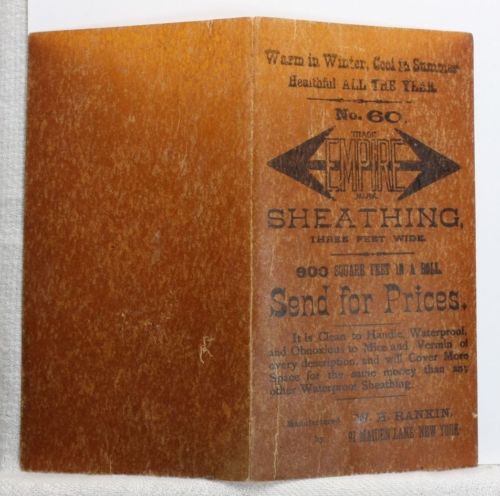 Warm in Winter, Cool in Summer
Healthful ALL THE YEAR.
No. 60.
TRADE
EMPIRE
MARK
SHEATHING,
THREE FEET WIDE.
900 SQUARE FEET IN A ROLL.
Send for Prices.
It is Clean to Handle, Waterproof,
and Obnoxious to Mice and Vermin of
every description, and will Cover More
Space for the same money than any
other Waterproof Sheathing.
Manufactured
by
W. H. RANKIN,
91 MAIDEN LANE NEW YORK